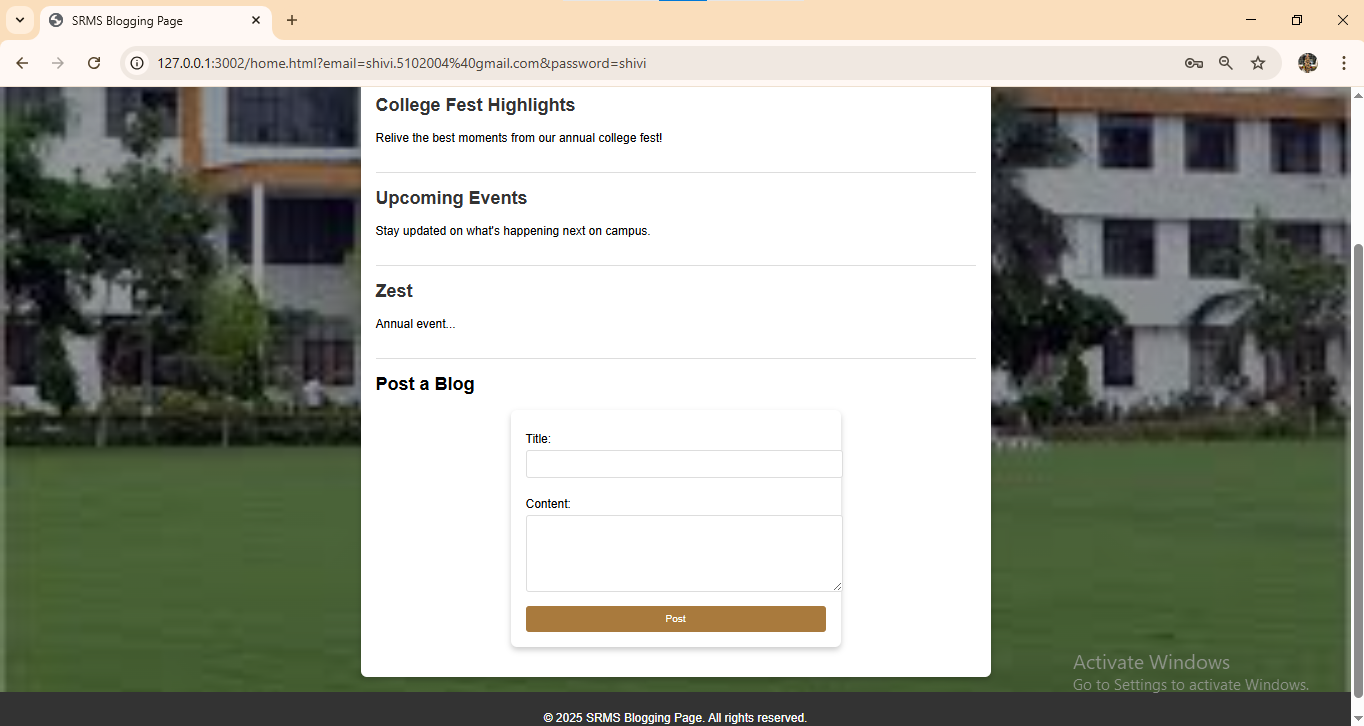 SRMS Blogging Page
127.0.0.1:3002/home.html?email=shivi.5102004%40gmail.com&password=shivi
College Fest Highlights
Relive the best moments from our annual college fest!
Upcoming Events
Stay updated on what's happening next on campus.
Zest
Annual event...
Post a Blog
Title:
Content:
Post
Activate Windows
Go to Settings to activate Windows.
© 2025 SRMS Blogging Page. All rights reserved.